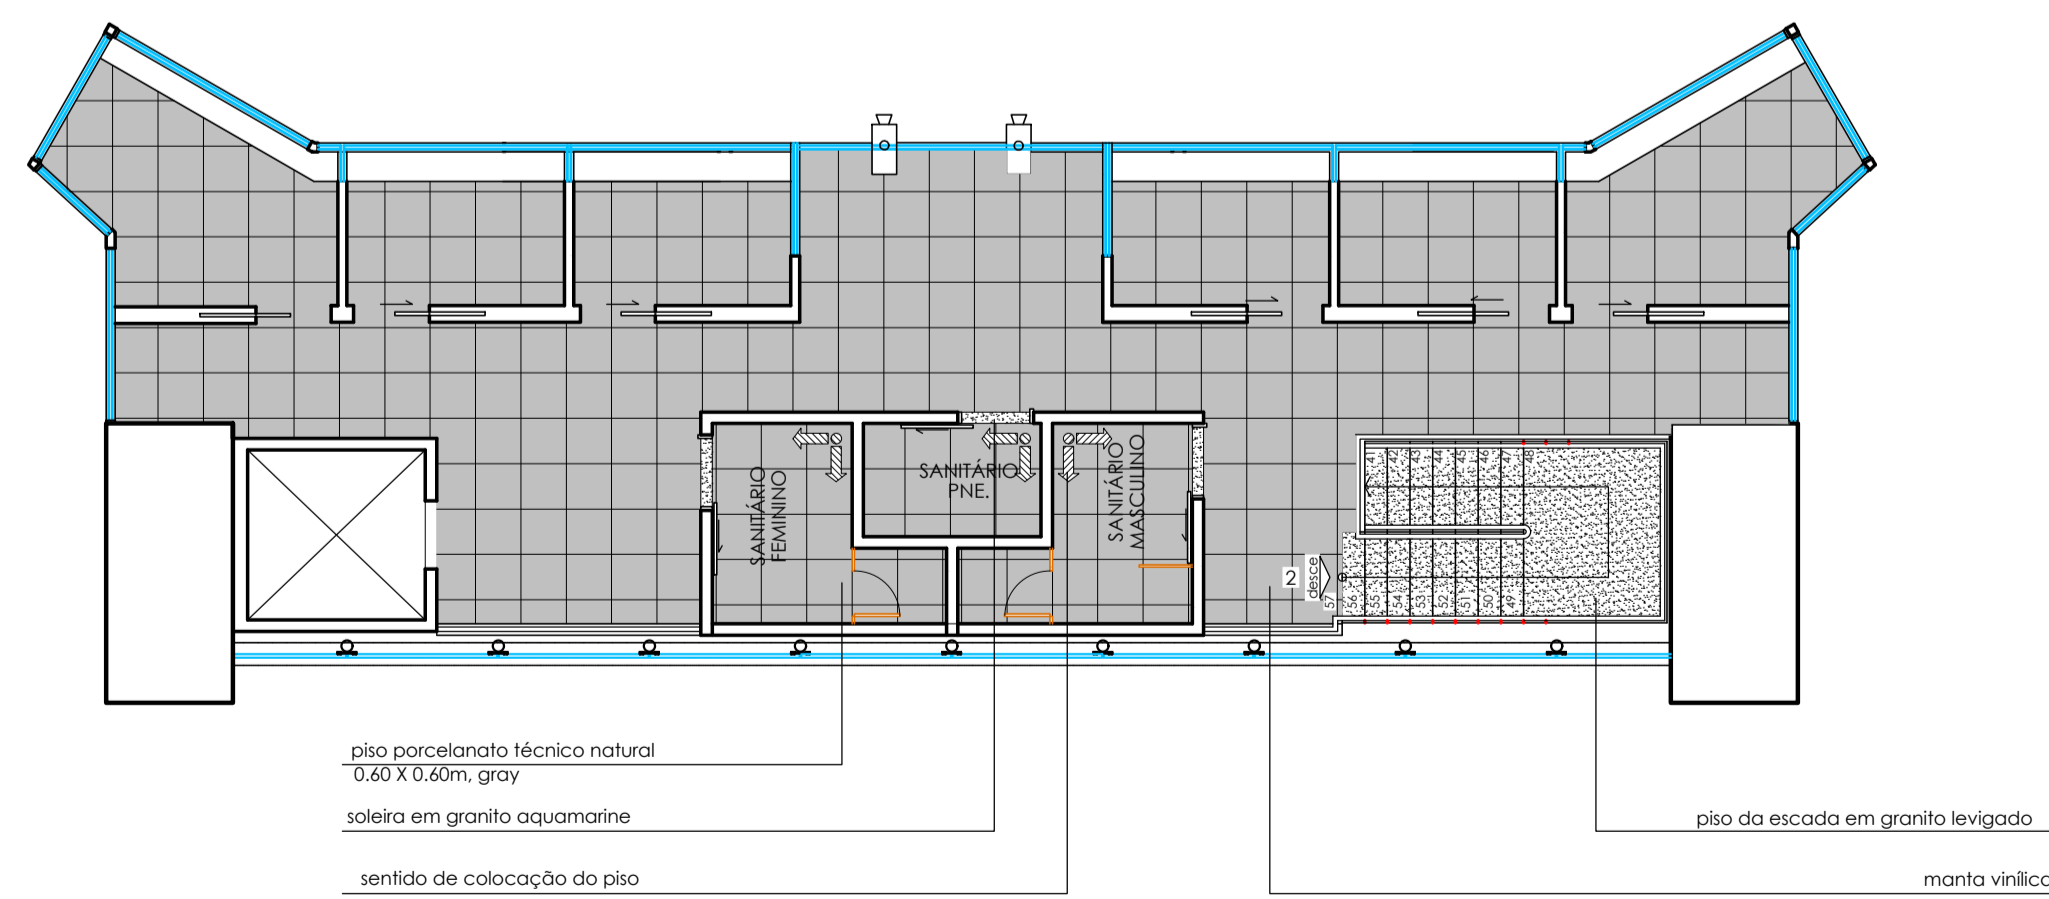 SANITÁRIO
FEMININO
SANITÁRIO
PNE.
SANITÁRIO
MASCULINO
41
42
43
44
45
46
47
48
2
desce
57
56
55
54
53
52
51
50
49
piso porcelanato técnico natural
0.60 X 0.60m, gray
soleira em granito aquamarine
sentido de colocação do piso
piso da escada em granito levigado
manta vinílica